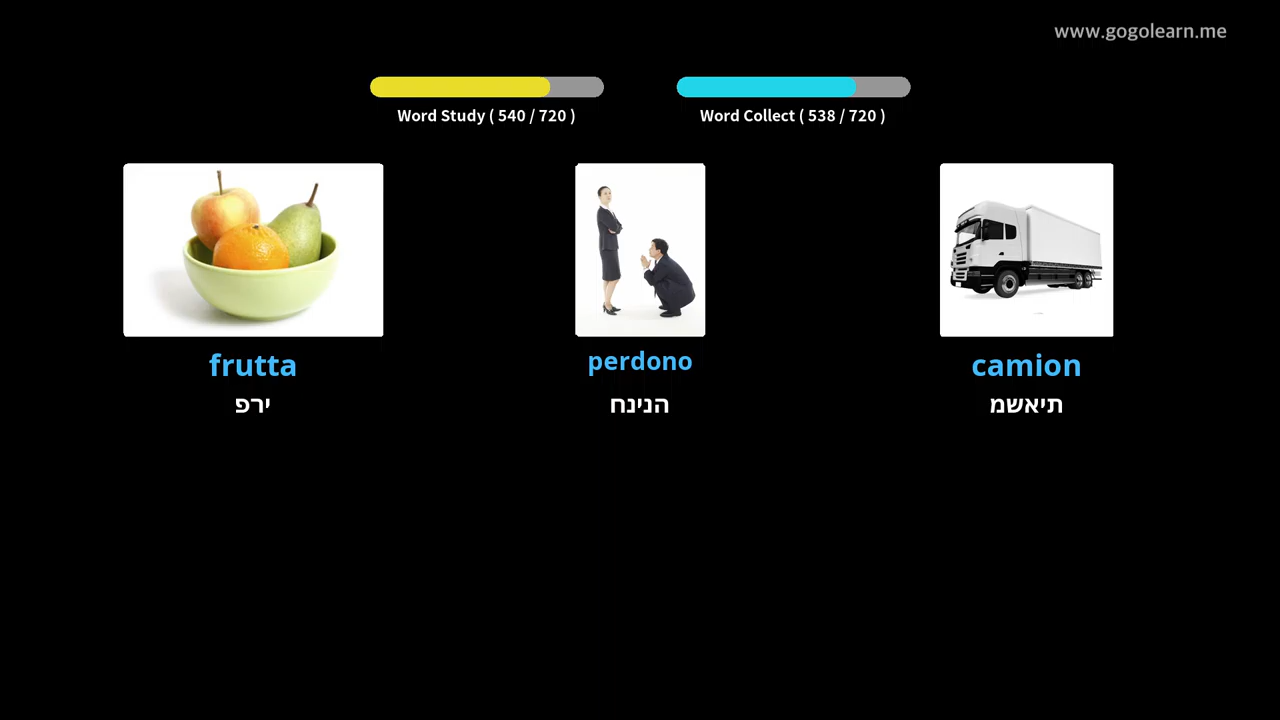 www.gogolearn.me
Word Study ( 540 / 720 )
Word Collect ( 538 / 720 )
frutta
ירפ
perdono
הנינח
camion
תיאשמ